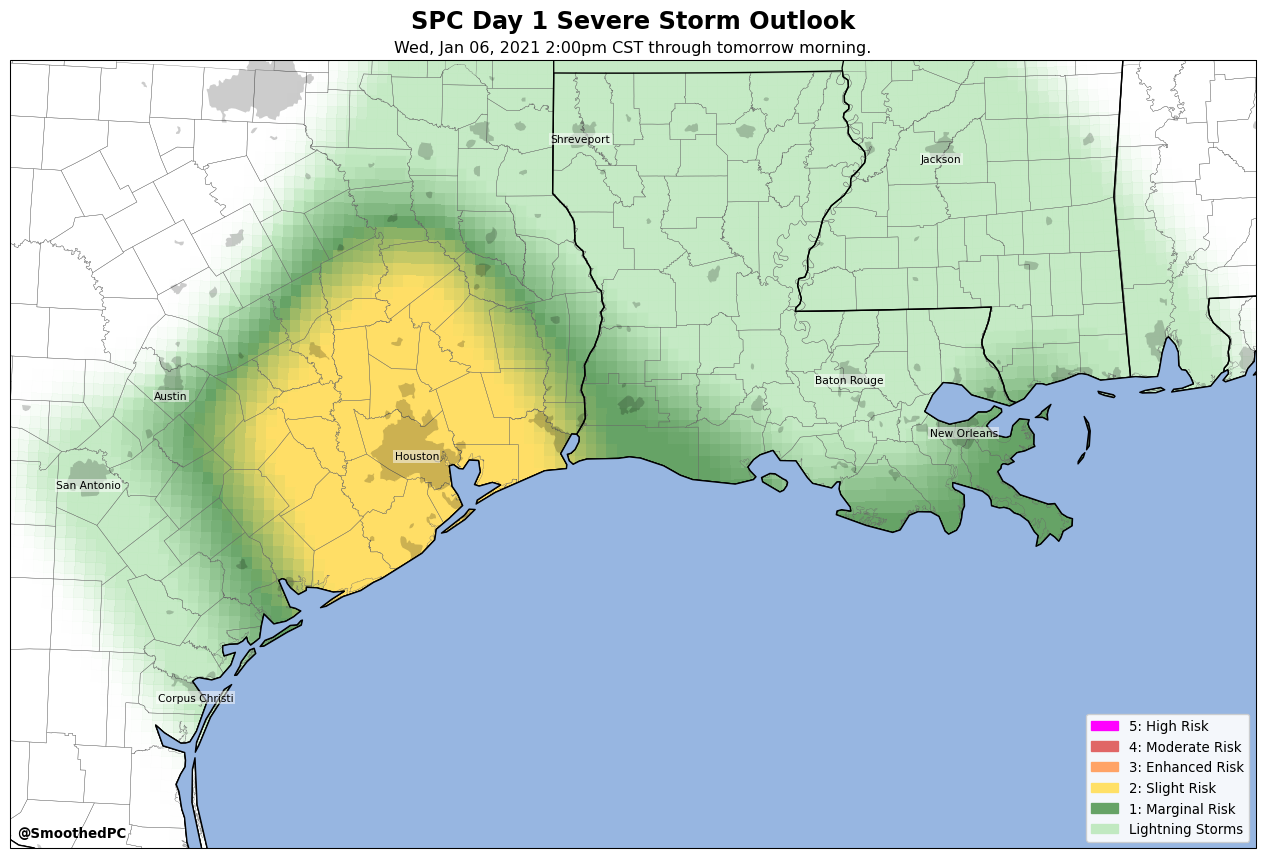 SPC Day 1 Severe Storm Outlook
Wed, Jan 06, 2021 2:00pm CST through tomorrow morning.
Shreveport
Jackson
Austin
Baton Rouge
New Orleans
Houston
San Antonio
Corpus Christi
5: High Risk
4: Moderate Risk
3: Enhanced Risk
2: Slight Risk
1: Marginal Risk
Lightning Storms
@SmoothedPC